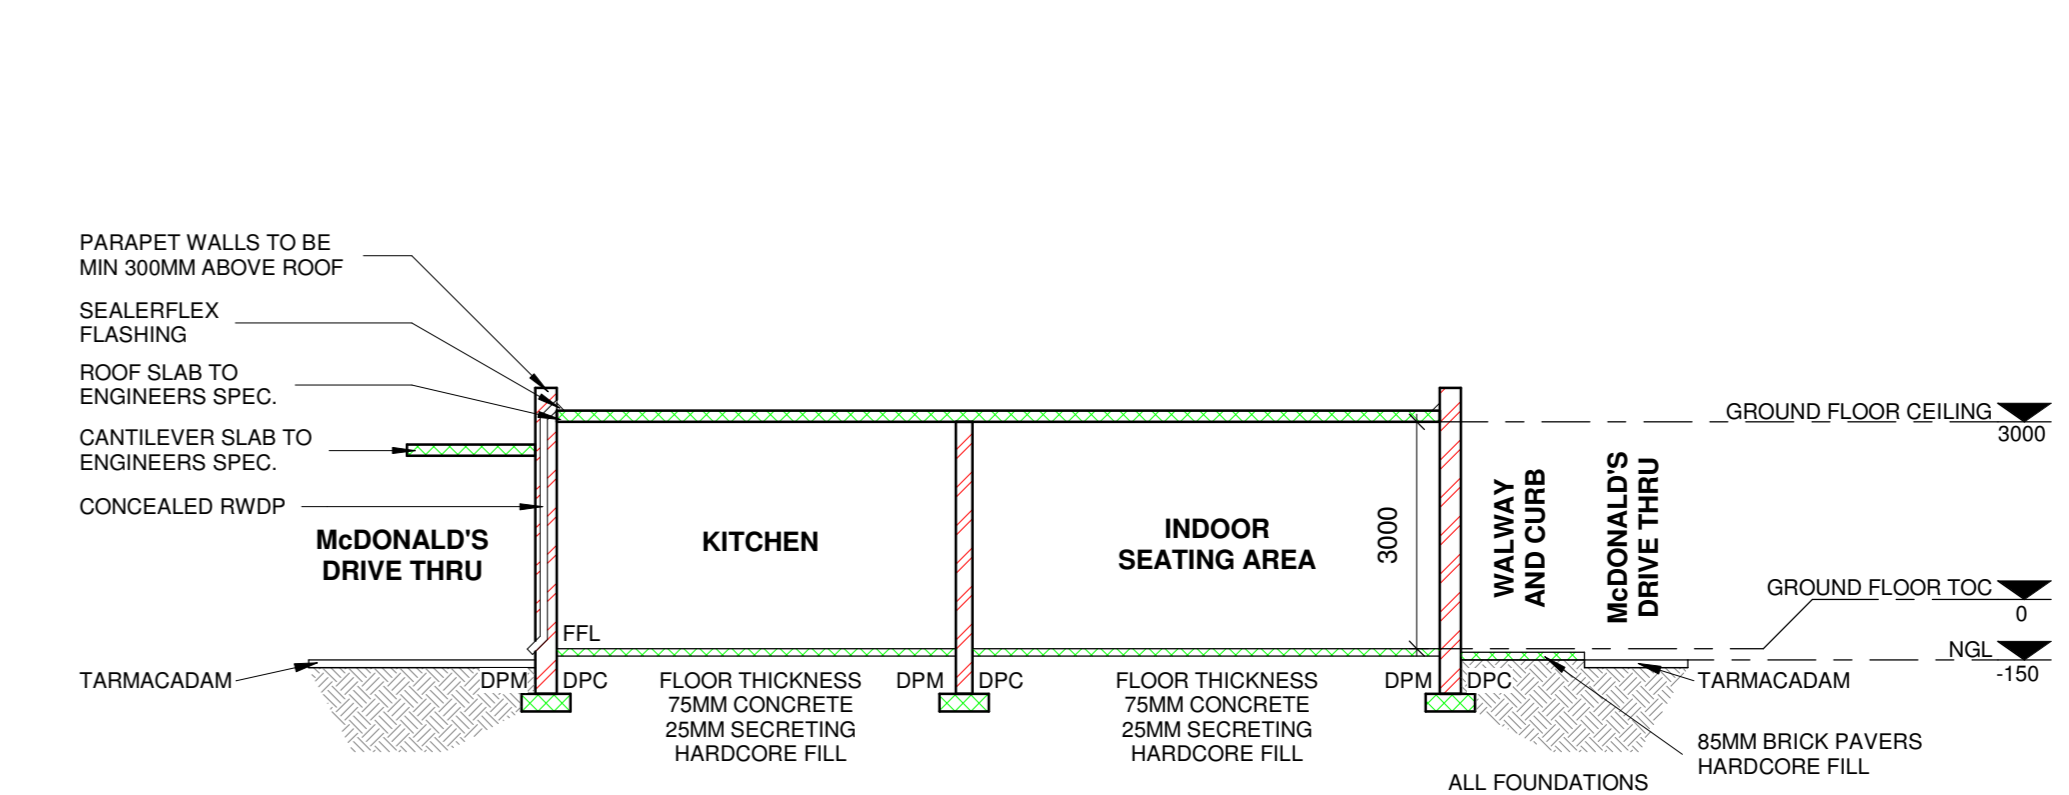 PARAPET WALLS TO BE
MIN 300MM ABOVE ROOF
SEALERFLEX
FLASHING
ROOF SLAB TO
ENGINEERS SPEC.
CANTILEVER SLAB TO
ENGINEERS SPEC.
CONCEALED RWDP
McDONALD'S
DRIVE THRU
TARMACADAM
KITCHEN
FFL
INDOOR
SEATING AREA
3000
WALWAY
AND CURB
McDONALD'S
DRIVE THRU
GROUND FLOOR CEILING
3000
GROUND FLOOR TOC
0
NGL
-150
DPM
DPC
FLOOR THICKNESS
75MM CONCRETE
25MM SECRETING
HARDCORE FILL
DPM
DPC
FLOOR THICKNESS
75MM CONCRETE
25MM SECRETING
HARDCORE FILL
DPM
DPC
TARMACADAM
85MM BRICK PAVERS
HARDCORE FILL
ALL FOUNDATIONS